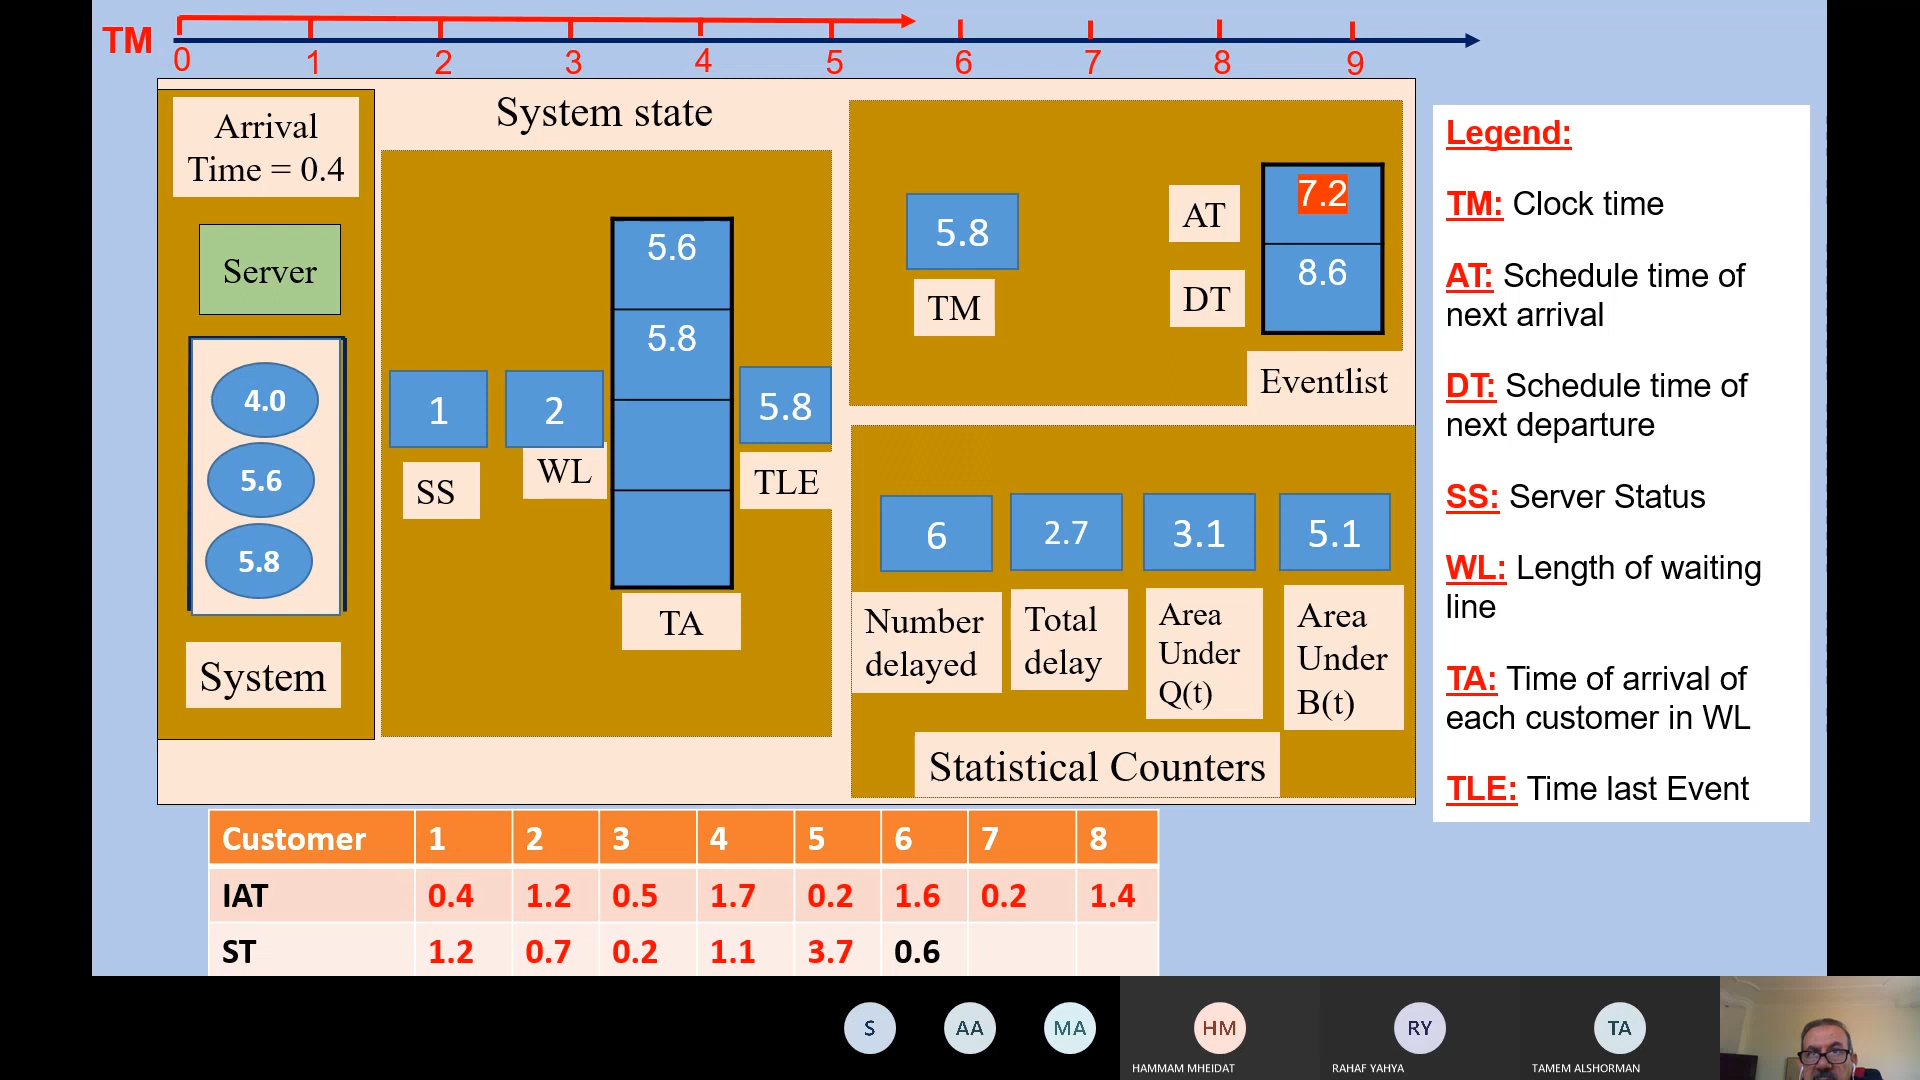 TM
0 1 2 3 4 5 6 7 8 9
Arrival
Time = 0.4
Server
4.0
5.6
5.8
System
System state
1
SS
2
WL
5.6
5.8
TA
5.8
TLE
5.8
TM
AT
7.2
DT
8.6
Eventlist
6
2.7
3.1
5.1
Number
delayed
Total
delay
Area
Under
Q(t)
Area
Under
B(t)
Statistical Counters
Legend:
TM: Clock time
AT: Schedule time of
next arrival
DT: Schedule time of
next departure
SS: Server Status
WL: Length of waiting
line
TA: Time of arrival of
each customer in WL
TLE: Time last Event
Customer 1 2 3 4 5 6 7 8
IAT 0.4 1.2 0.5 1.7 0.2 1.6 0.2 1.4
ST 1.2 0.7 0.2 1.1 3.7 0.6
S
AA
MA
HM
HAMMAM MHEIDAT
RY
RAHAF YAHYA
TA
TAMEM ALSHORMAN